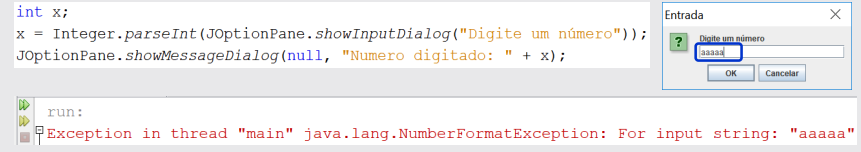 int x;
x = Integer.parseInt(JOptionPane.showInputDialog("Digite um número"));
JOptionPane.showMessageDialog(null, "Numero digitado: " + x);
Entrada
Digite um número
aaaaa
OK Cancelar
run:
Exception in thread "main" java.lang.NumberFormatException: For input string: "aaaaa"